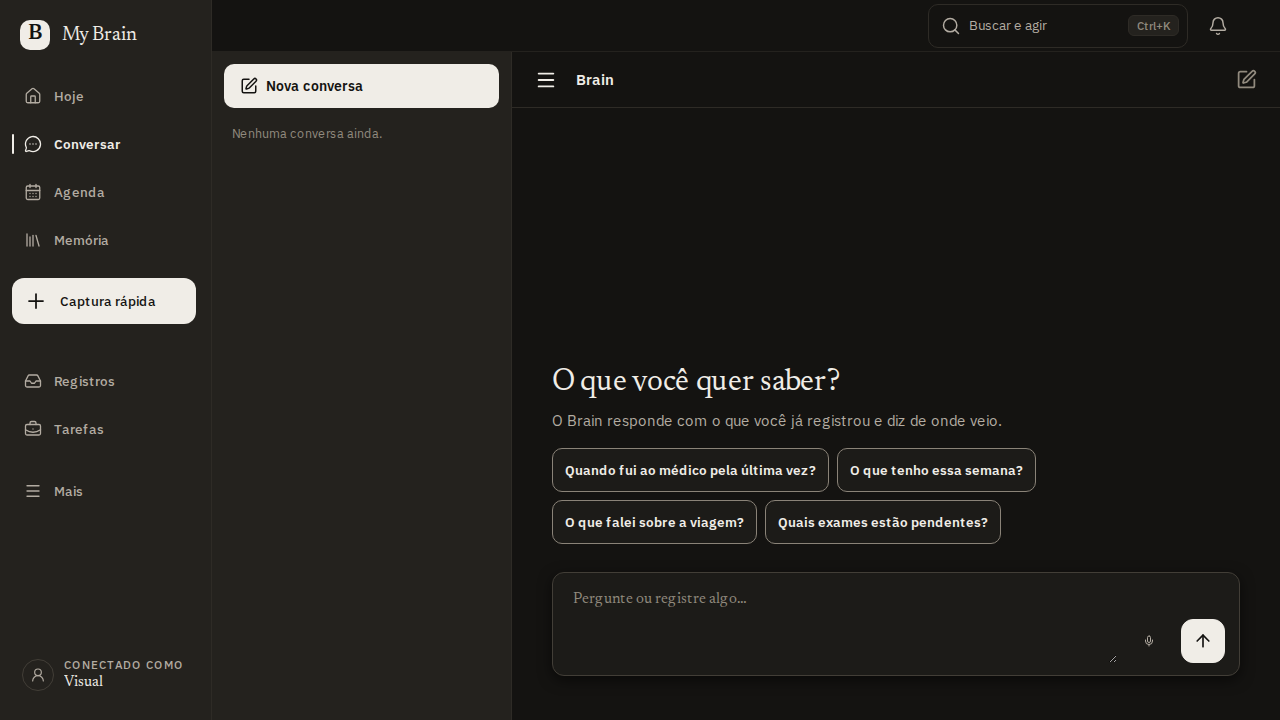 B My Brain
Buscar e agir Ctrl+K
Hoje
Conversar
Agenda
Memória
Captura rápida
Registros
Tarefas
Mais
CONECTADO COMO
Visual
Nova conversa
Nenhuma conversa ainda.
Brain
O que você quer saber?
O Brain responde com o que você já registrou e diz de onde veio.
Quando fui ao médico pela última vez? O que tenho essa semana?
O que falei sobre a viagem? Quais exames estão pendentes?
Pergunte ou registre algo...